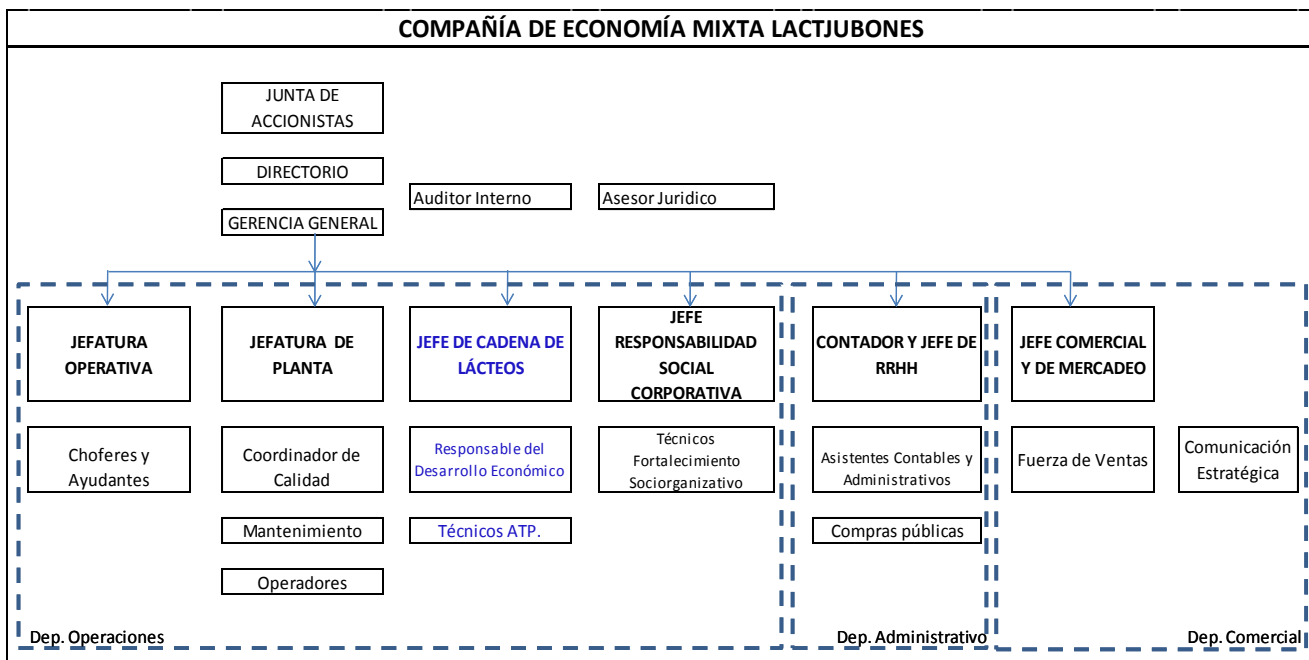 COMPAÑÍA DE ECONOMÍA MIXTA LACTJUBONES
JUNTA DE
ACCIONISTAS
DIRECTORIO
Auditor Interno
Asesor Juridico
GERENCIA GENERAL
JEFATURA
OPERATIVA
JEFATURA DE
PLANTA
JEFE DE CADENA DE
LÁCTEOS
JEFE
RESPONSABILIDAD
SOCIAL
CORPORATIVA
CONTADOR Y JEFE DE
RRHH
JEFE COMERCIAL
Y DE MERCADEO
Choferes y
Ayudantes
Coordinador de
Calidad
Responsable del
Desarrollo Económico
Técnicos
Fortalecimiento
Sociorganizativo
Asistentes Contables y
Administrativos
Fuerza de Ventas
Comunicación
Estratégica
Mantenimiento
Técnicos ATP.
Compras públicas
Operadores
Dep. Operaciones
Dep. Administrativo
Dep. Comercial